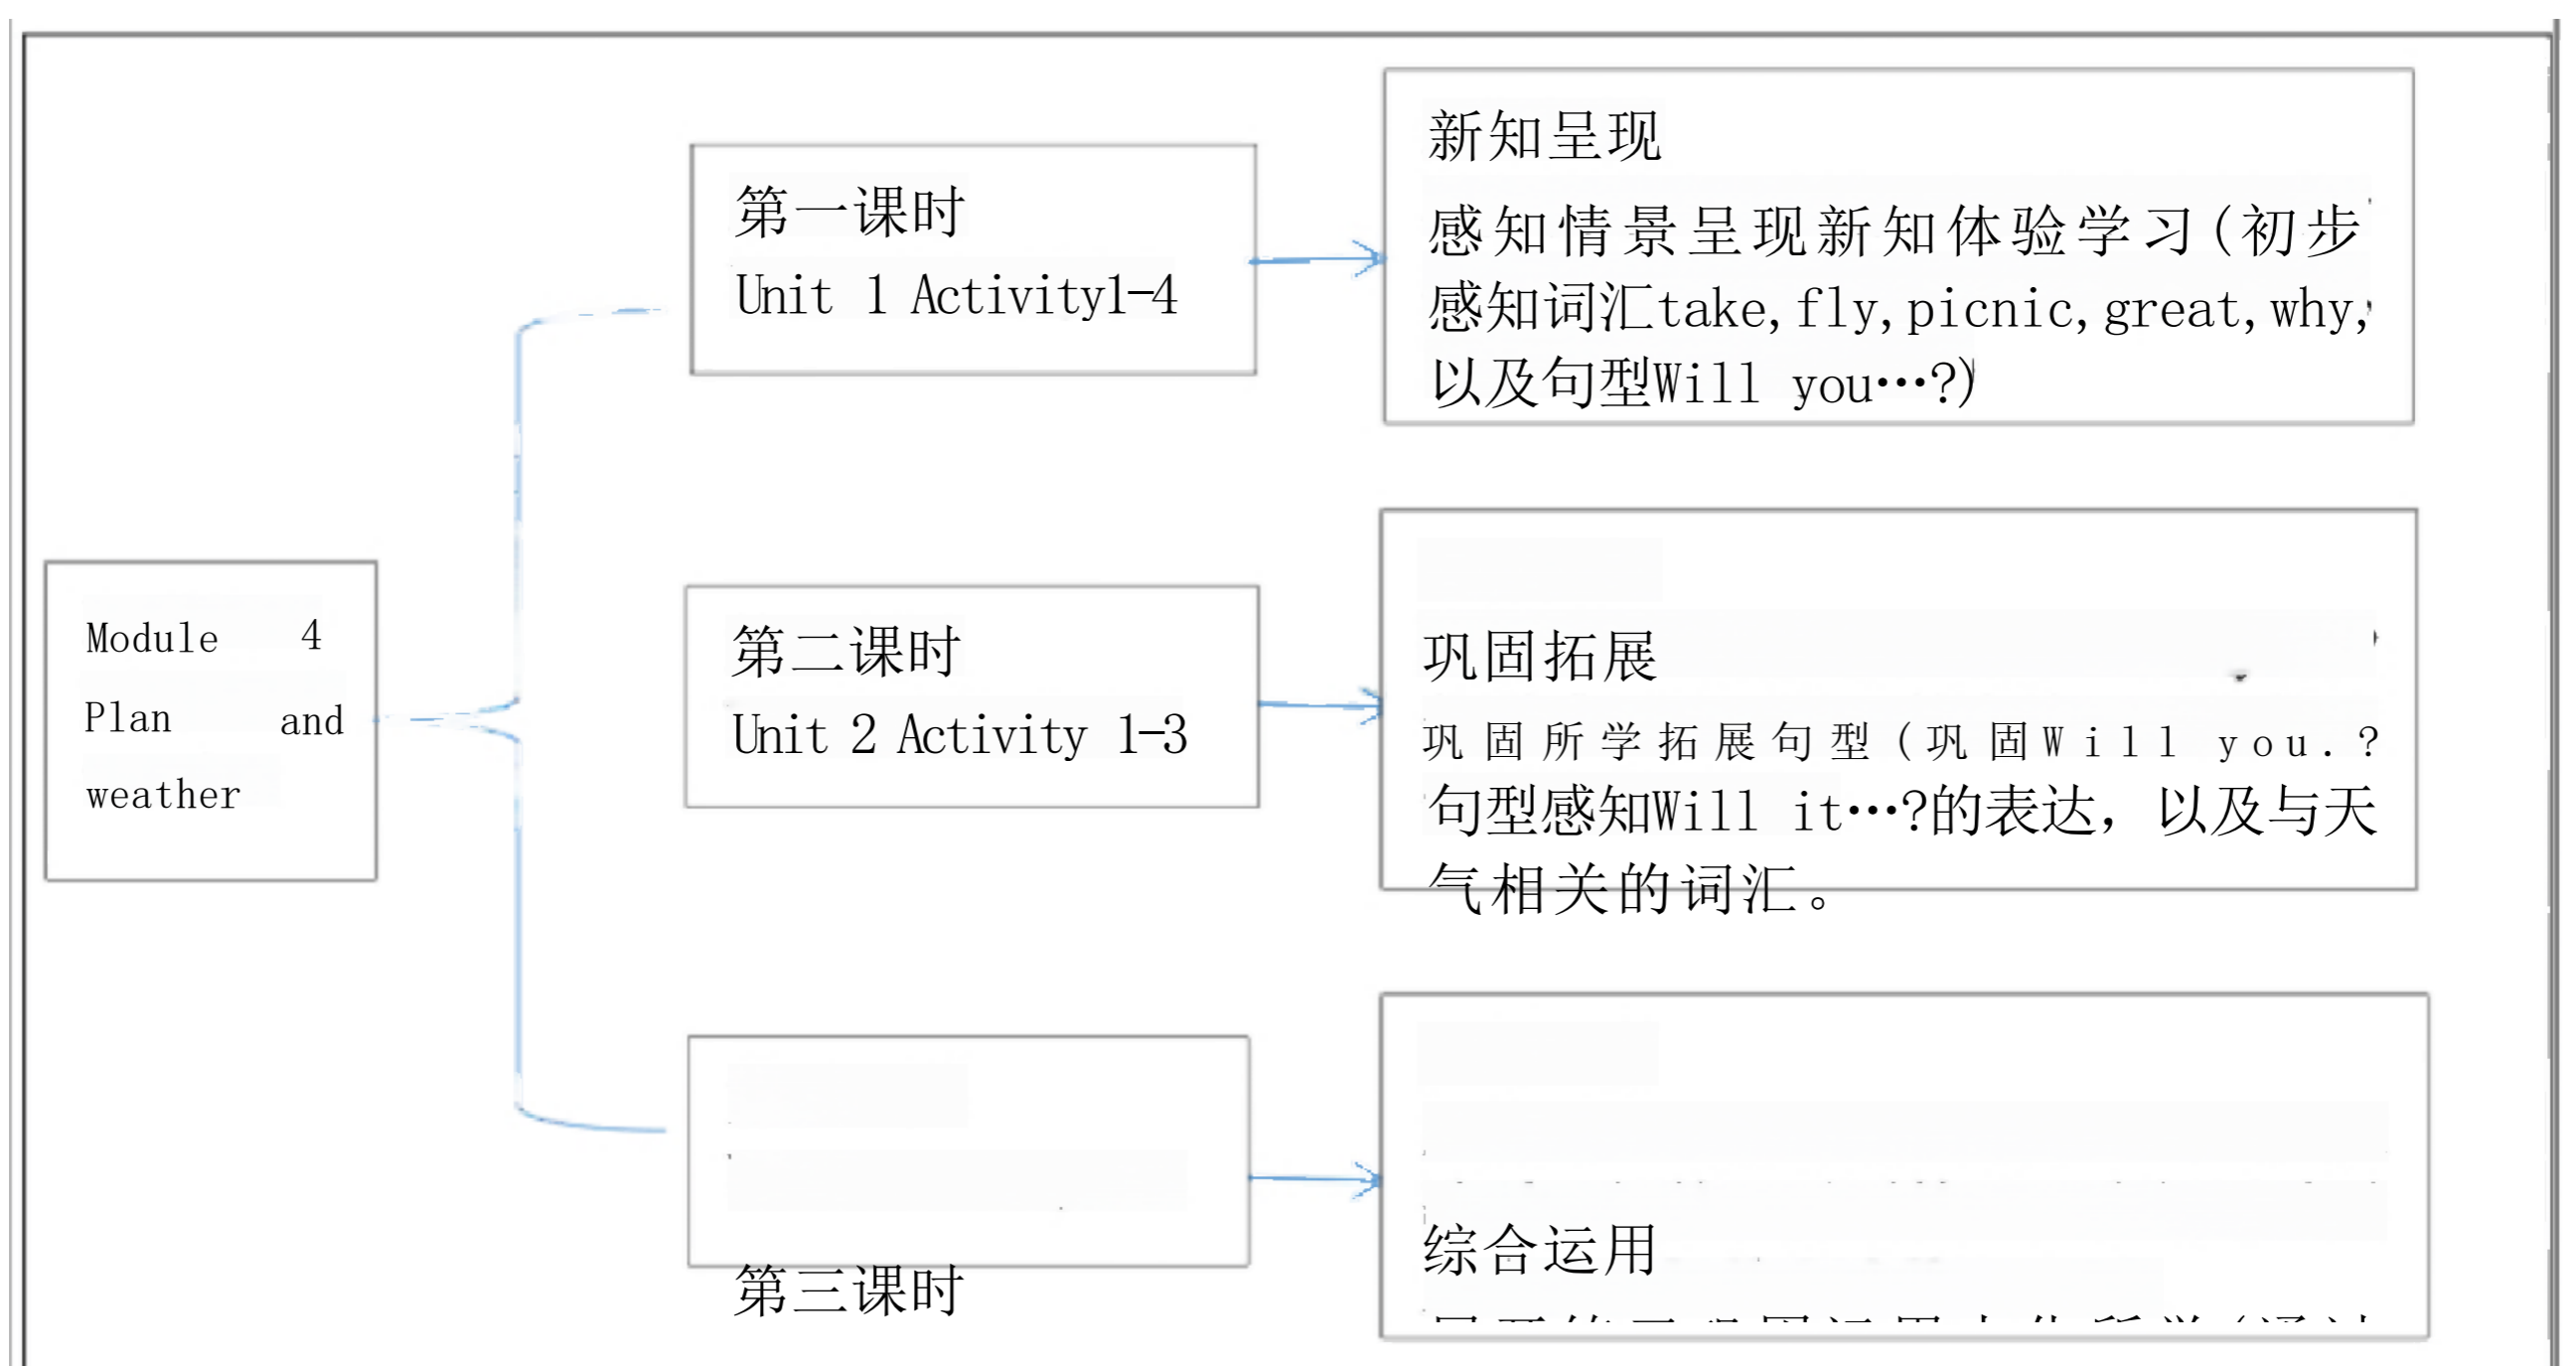 Module 4
Plan and
weather
第一课时
Unit 1 Activity1-4
新知呈现
感知情景呈现新知体验学习(初步
感知词汇take,fly,picnic,great,why,
以及句型Will you…?)
第二课时
Unit 2 Activity 1-3
巩固拓展
巩固所学拓展句型(巩固Will you.?
句型感知Will it…?的表达，以及与天
气相关的词汇。
第三课时
综合运用